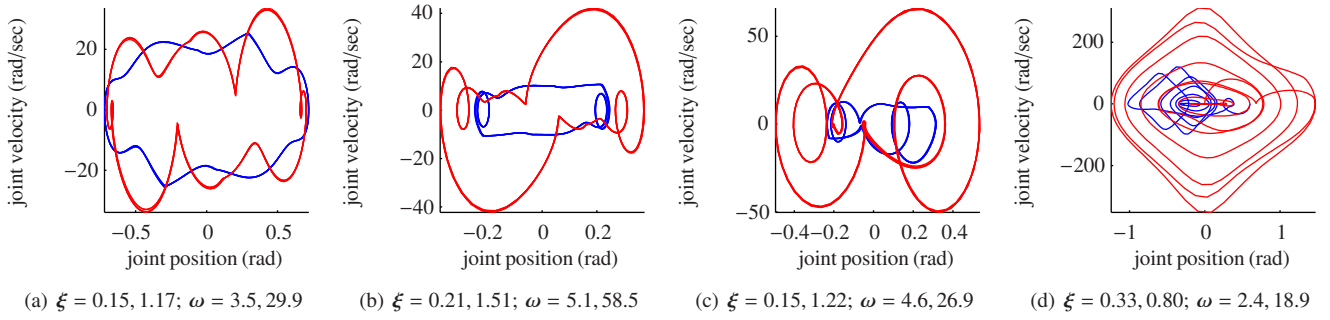 joint velocity (rad/sec)
20
0
−20
−0.5 0 0.5
joint position (rad)
(a) ξ = 0.15, 1.17; ω = 3.5, 29.9
joint velocity (rad/sec)
40
20
0
−20
−40
−0.2 0 0.2
joint position (rad)
(b) ξ = 0.21, 1.51; ω = 5.1, 58.5
joint velocity (rad/sec)
50
0
−50
−0.4−0.2 0 0.2 0.4
joint position (rad)
(c) ξ = 0.15, 1.22; ω = 4.6, 26.9
joint velocity (rad/sec)
200
0
−200
−1 0 1
joint position (rad)
(d) ξ = 0.33, 0.80; ω = 2.4, 18.9